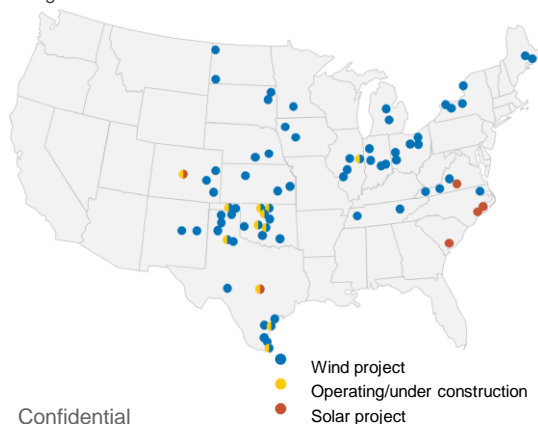 Wind project
Operating/under construction
Confidential
Solar project